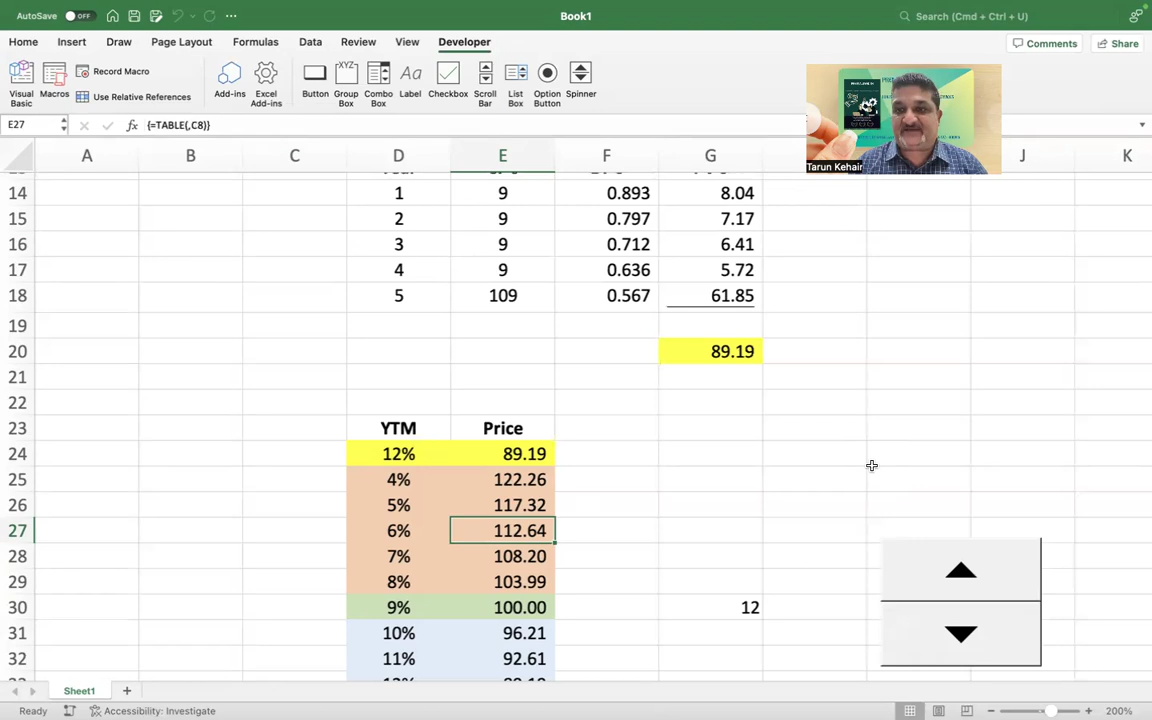 AutoSave OFF Book1 Search (Cmd + Ctrl + U)
Home Insert Draw Page Layout Formulas Data Review View Developer Comments Share
Visual Basic Macros Record Macro Use Relative References Add-ins Excel Add-ins Button XYZ Group Box Combo Box Aa Label Checkbox Scroll Bar List Box Option Button Spinner
Tarun Kehair
E27 fx {=TABLE(,C8)}
A B C D E F G J K
14 1 9 0.893 8.04
15 2 9 0.797 7.17
16 3 9 0.712 6.41
17 4 9 0.636 5.72
18 5 109 0.567 61.85
19
20 89.19
21
22
23 YTM Price
24 12% 89.19
25 4% 122.26
26 5% 117.32
27 6% 112.64
28 7% 108.20
29 8% 103.99
30 9% 100.00 12
31 10% 96.21
32 11% 92.61
Sheet1
Ready Accessibility: Investigate 200%